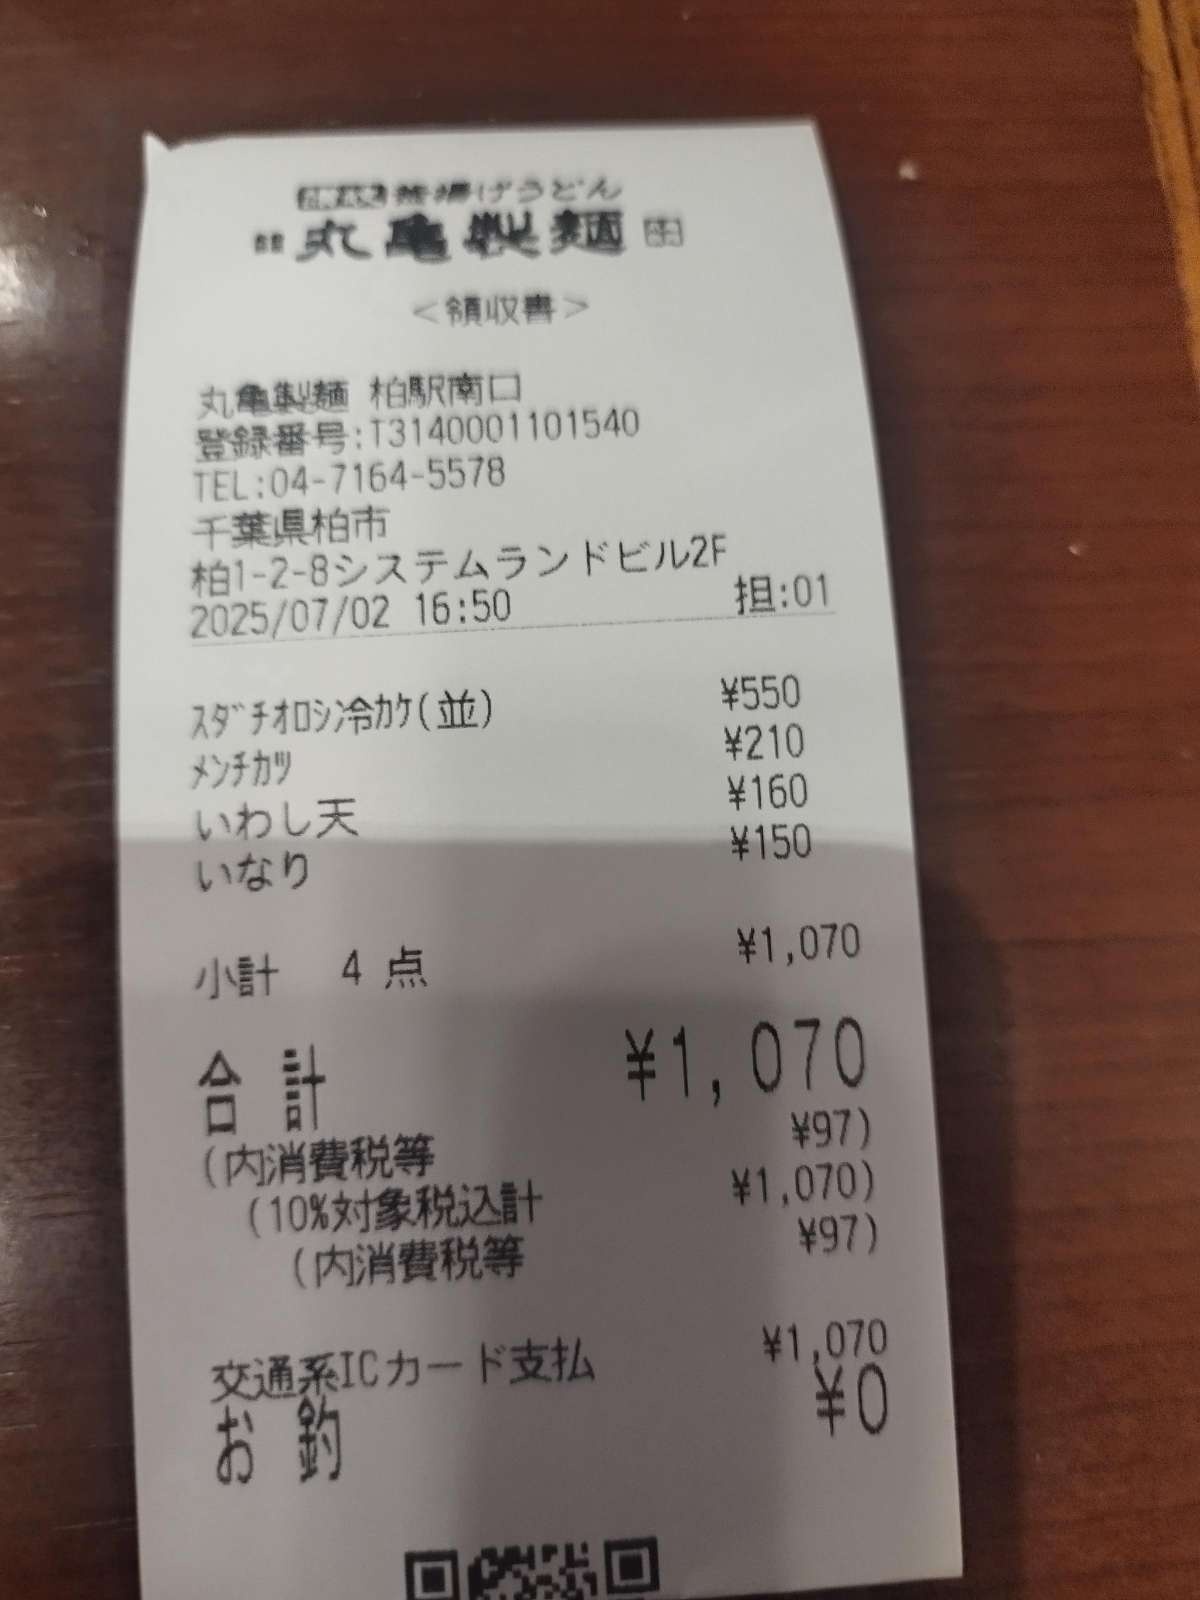 釜揚げうどん
丸亀製麺
<領収書>
丸亀製麺 柏駅南口
登録番号:T3140001101540
TEL:04-7164-5578
千葉県柏市
柏1-2-8システムランドビル2F
2025/07/02 16:50 担:01
ｽﾀﾞﾁｵﾛｼ冷ｶｹ(並) ¥550
ﾒﾝﾁｶﾂ ¥210
いわし天 ¥160
いなり ¥150
小計 4 点 ¥1,070
合計 ¥1,070
(内消費税等 ¥97)
(10%対象税込計 ¥1,070)
(内消費税等 ¥97)
交通系ICカード支払 ¥1,070
お釣 ¥0